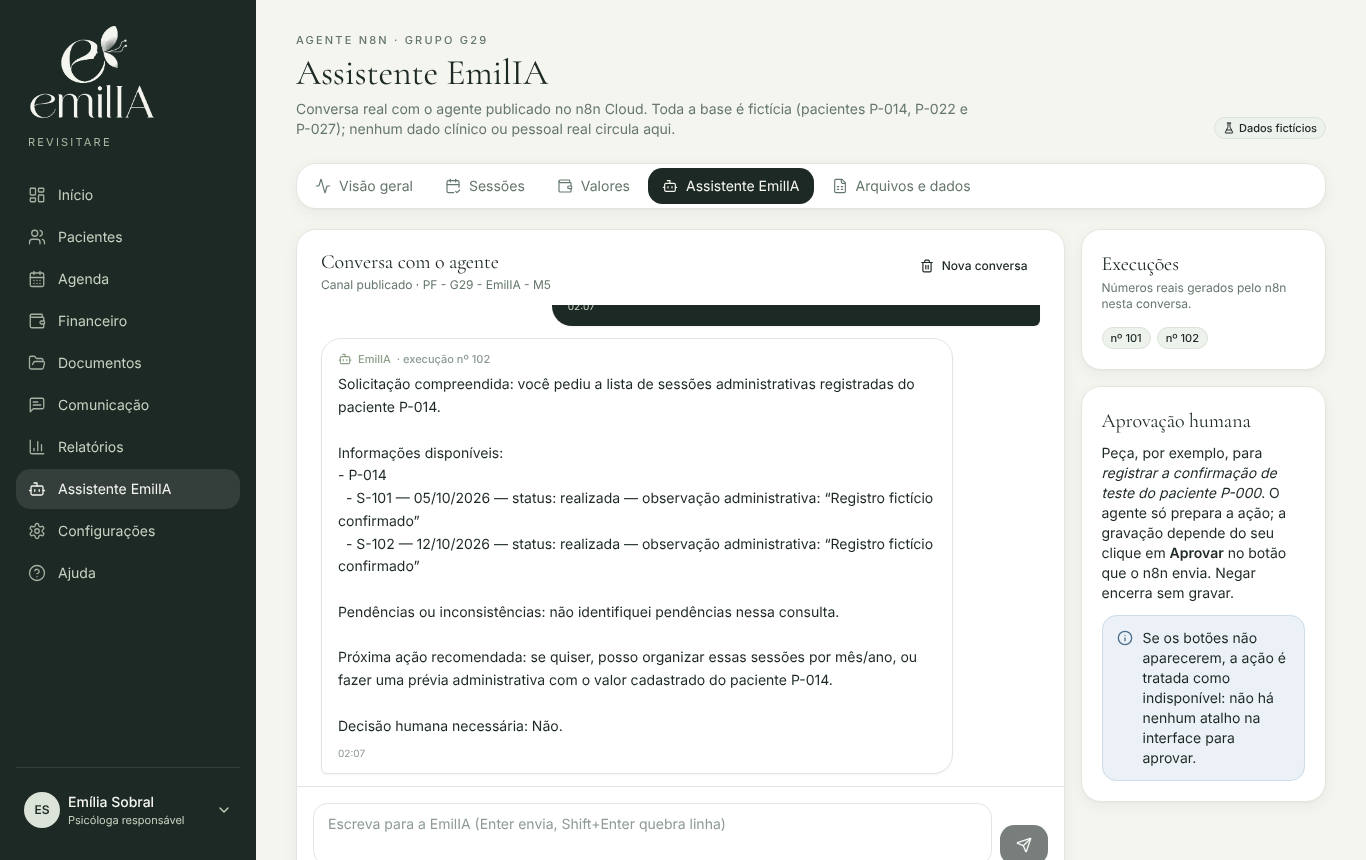 emilIA
REVISITARE
Início
Pacientes
Agenda
Financeiro
Documentos
Comunicação
Relatórios
Assistente EmilIA
Configurações
Ajuda
ES
Emília Sobral
Psicóloga responsável
AGENTE N8N · GRUPO G29
Assistente EmilIA
Conversa real com o agente publicado no n8n Cloud. Toda a base é fictícia (pacientes P-014, P-022 e
P-027); nenhum dado clínico ou pessoal real circula aqui.
Dados fictícios
Visão geral
Sessões
Valores
Assistente EmilIA
Arquivos e dados
Conversa com o agente
Canal publicado · PF - G29 - EmilIA - M5
Nova conversa
02:07
EmilIA · execução nº 102
Solicitação compreendida: você pediu a lista de sessões administrativas registradas do
paciente P-014.
Informações disponíveis:
- P-014
- S-101 — 05/10/2026 — status: realizada — observação administrativa: “Registro fictício
confirmado”
- S-102 — 12/10/2026 — status: realizada — observação administrativa: “Registro fictício
confirmado”
Pendências ou inconsistências: não identifiquei pendências nessa consulta.
Próxima ação recomendada: se quiser, posso organizar essas sessões por mês/ano, ou
fazer uma prévia administrativa com o valor cadastrado do paciente P-014.
Decisão humana necessária: Não.
02:07
Escreva para a EmilIA (Enter envia, Shift+Enter quebra linha)
Execuções
Números reais gerados pelo n8n
nesta conversa.
nº 101
nº 102
Aprovação humana
Peça, por exemplo, para
registrar a confirmação de
teste do paciente P-000. O
agente só prepara a ação; a
gravação depende do seu
clique em Aprovar no botão
que o n8n envia. Negar
encerra sem gravar.
Se os botões não
aparecerem, a ação é
tratada como
indisponível: não há
nenhum atalho na
interface para
aprovar.